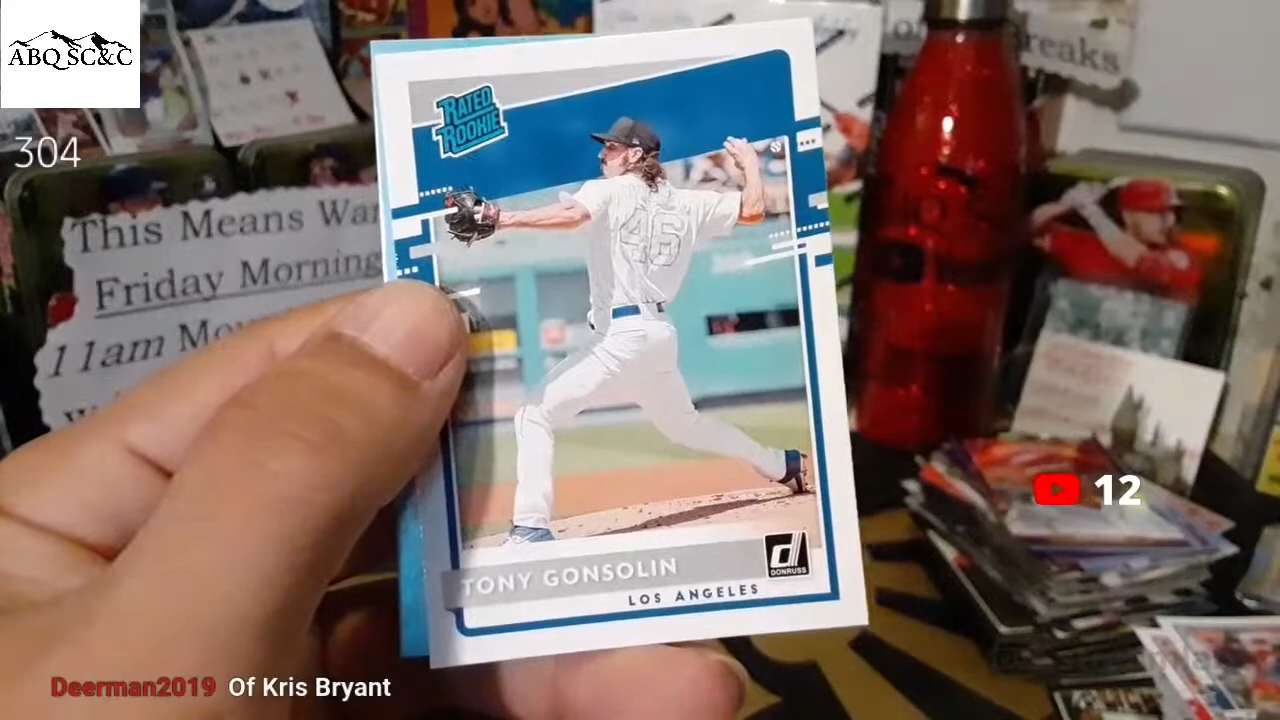 ABQ SC&C
304
Breaks
This Means War
Friday Morning
11am
RATED
ROOKIE
46
TONY GONSOLIN
DONRUSS
LOS ANGELES
12
Deerman2019 Of Kris Bryant